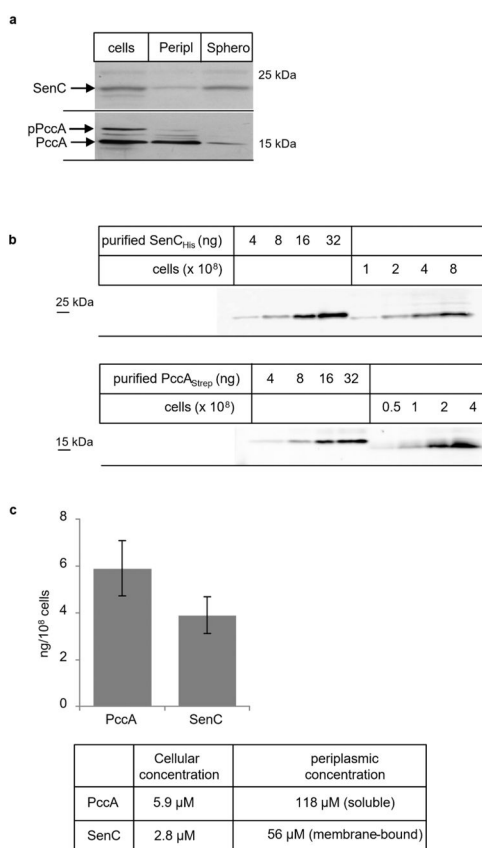 a
cells Peripl Sphero
25 kDa
SenC
pPccA
PccA
15 kDa
b
purified SenCHis (ng) 4 8 16 32
cells (x 10⁸) 1 2 4 8
25 kDa
purified PccAStrep (ng) 4 8 16 32
cells (x 10⁸) 0.5 1 2 4
15 kDa
c
8
6
4
2
0
ng/10⁸ cells
PccA SenC
Cellular concentration periplasmic concentration
PccA 5.9 µM 118 µM (soluble)
SenC 2.8 µM 56 µM (membrane-bound)